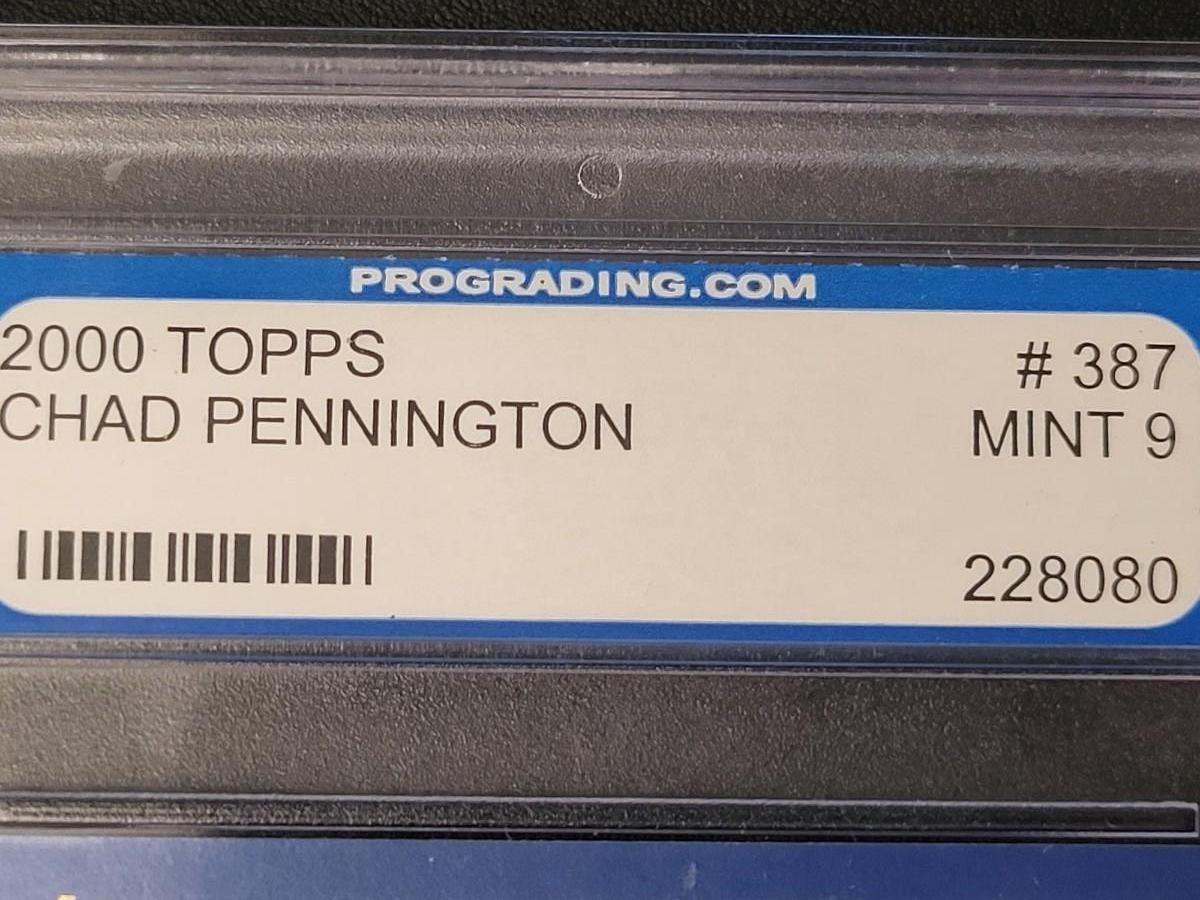 PROGRADING.COM
2000 TOPPS # 387
CHAD PENNINGTON MINT 9
228080